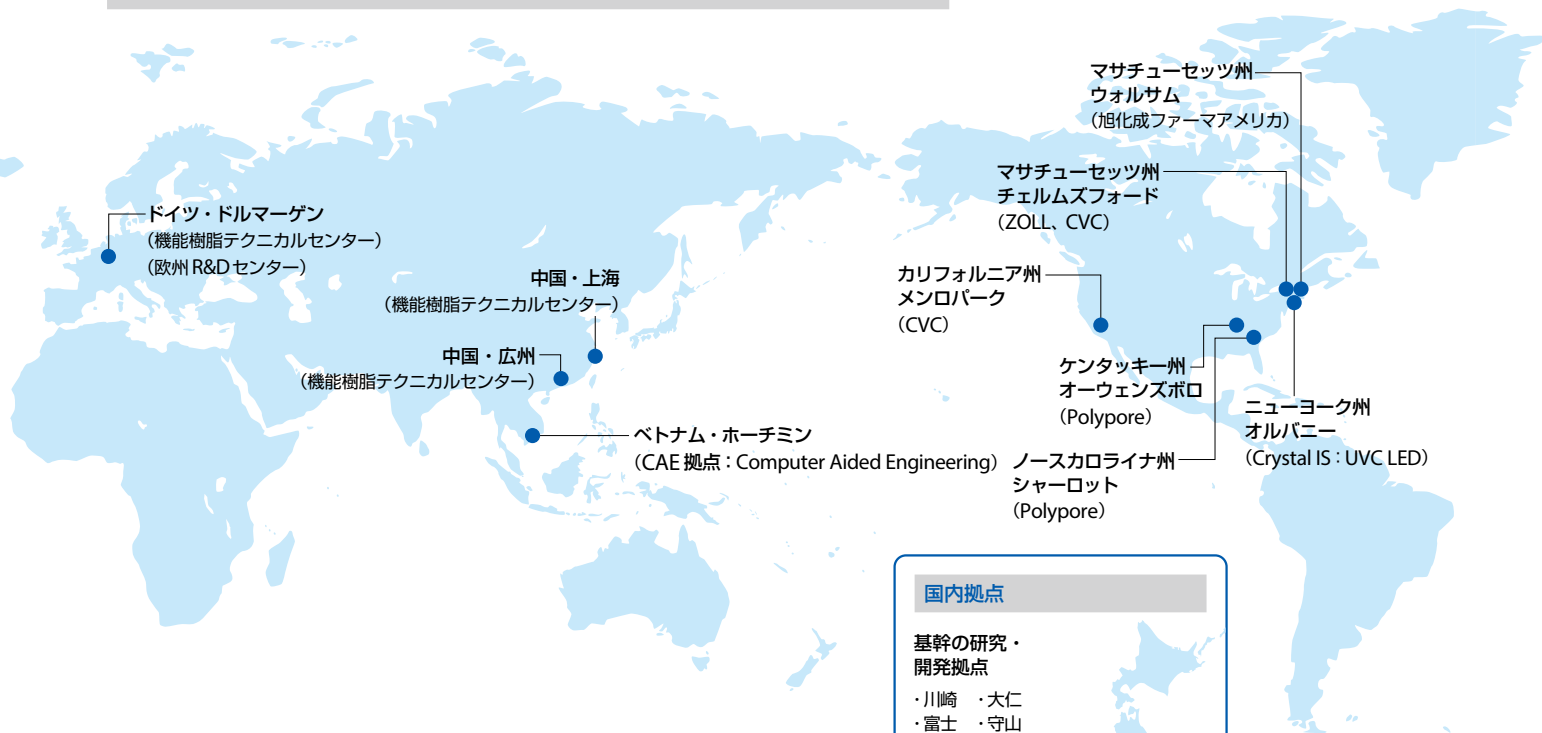 マサチューセッツ州
ウォルサム
（旭化成ファーマアメリカ）
マサチューセッツ州
チェルムズフォード
（ZOLL、CVC）
ドイツ・ドルマーゲン
（機能樹脂テクニカルセンター）
（欧州 R&D センター）
中国・上海
（機能樹脂テクニカルセンター）
カリフォルニア州
メンロパーク
（CVC）
中国・広州
（機能樹脂テクニカルセンター）
ケンタッキー州
オーウェンズボロ
（Polypore）
ニューヨーク州
オルバニー
（Crystal IS：UVC LED）
ベトナム・ホーチミン
（CAE 拠点：Computer Aided Engineering）
ノースカロライナ州
シャーロット
（Polypore）
国内拠点
基幹の研究・
開発拠点
・川崎 ・大仁
・富士 ・守山